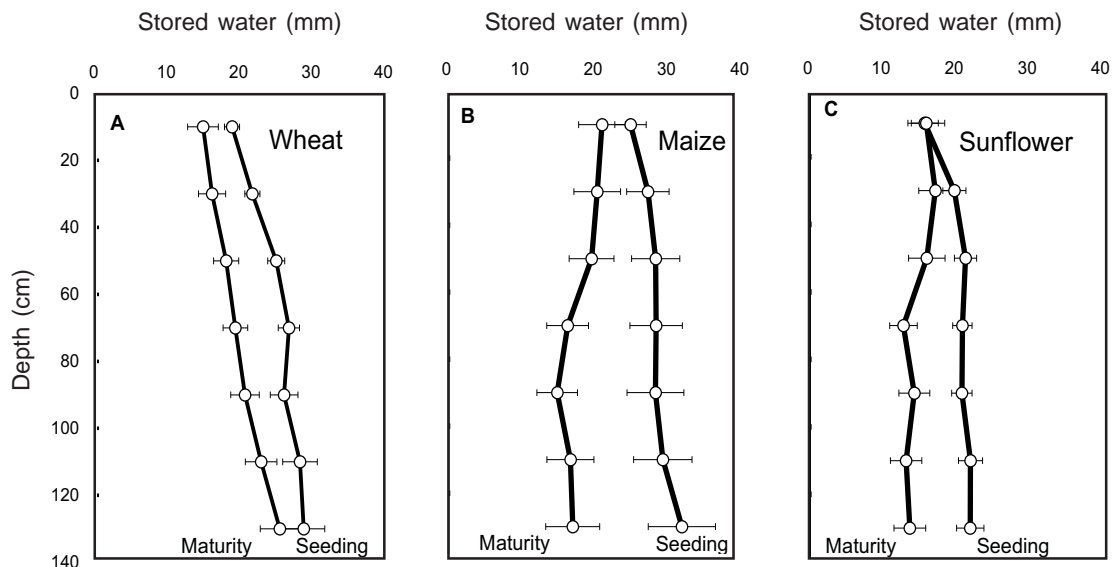 Stored water (mm) Stored water (mm) Stored water (mm)
0 10 20 30 40 0 10 20 30 40 0 10 20 30 40
0
A Wheat
B Maize
C Sunflower
20
40
60
80
100
120
140
Depth (cm)
Maturity Seeding
Maturity Seeding
Maturity Seeding